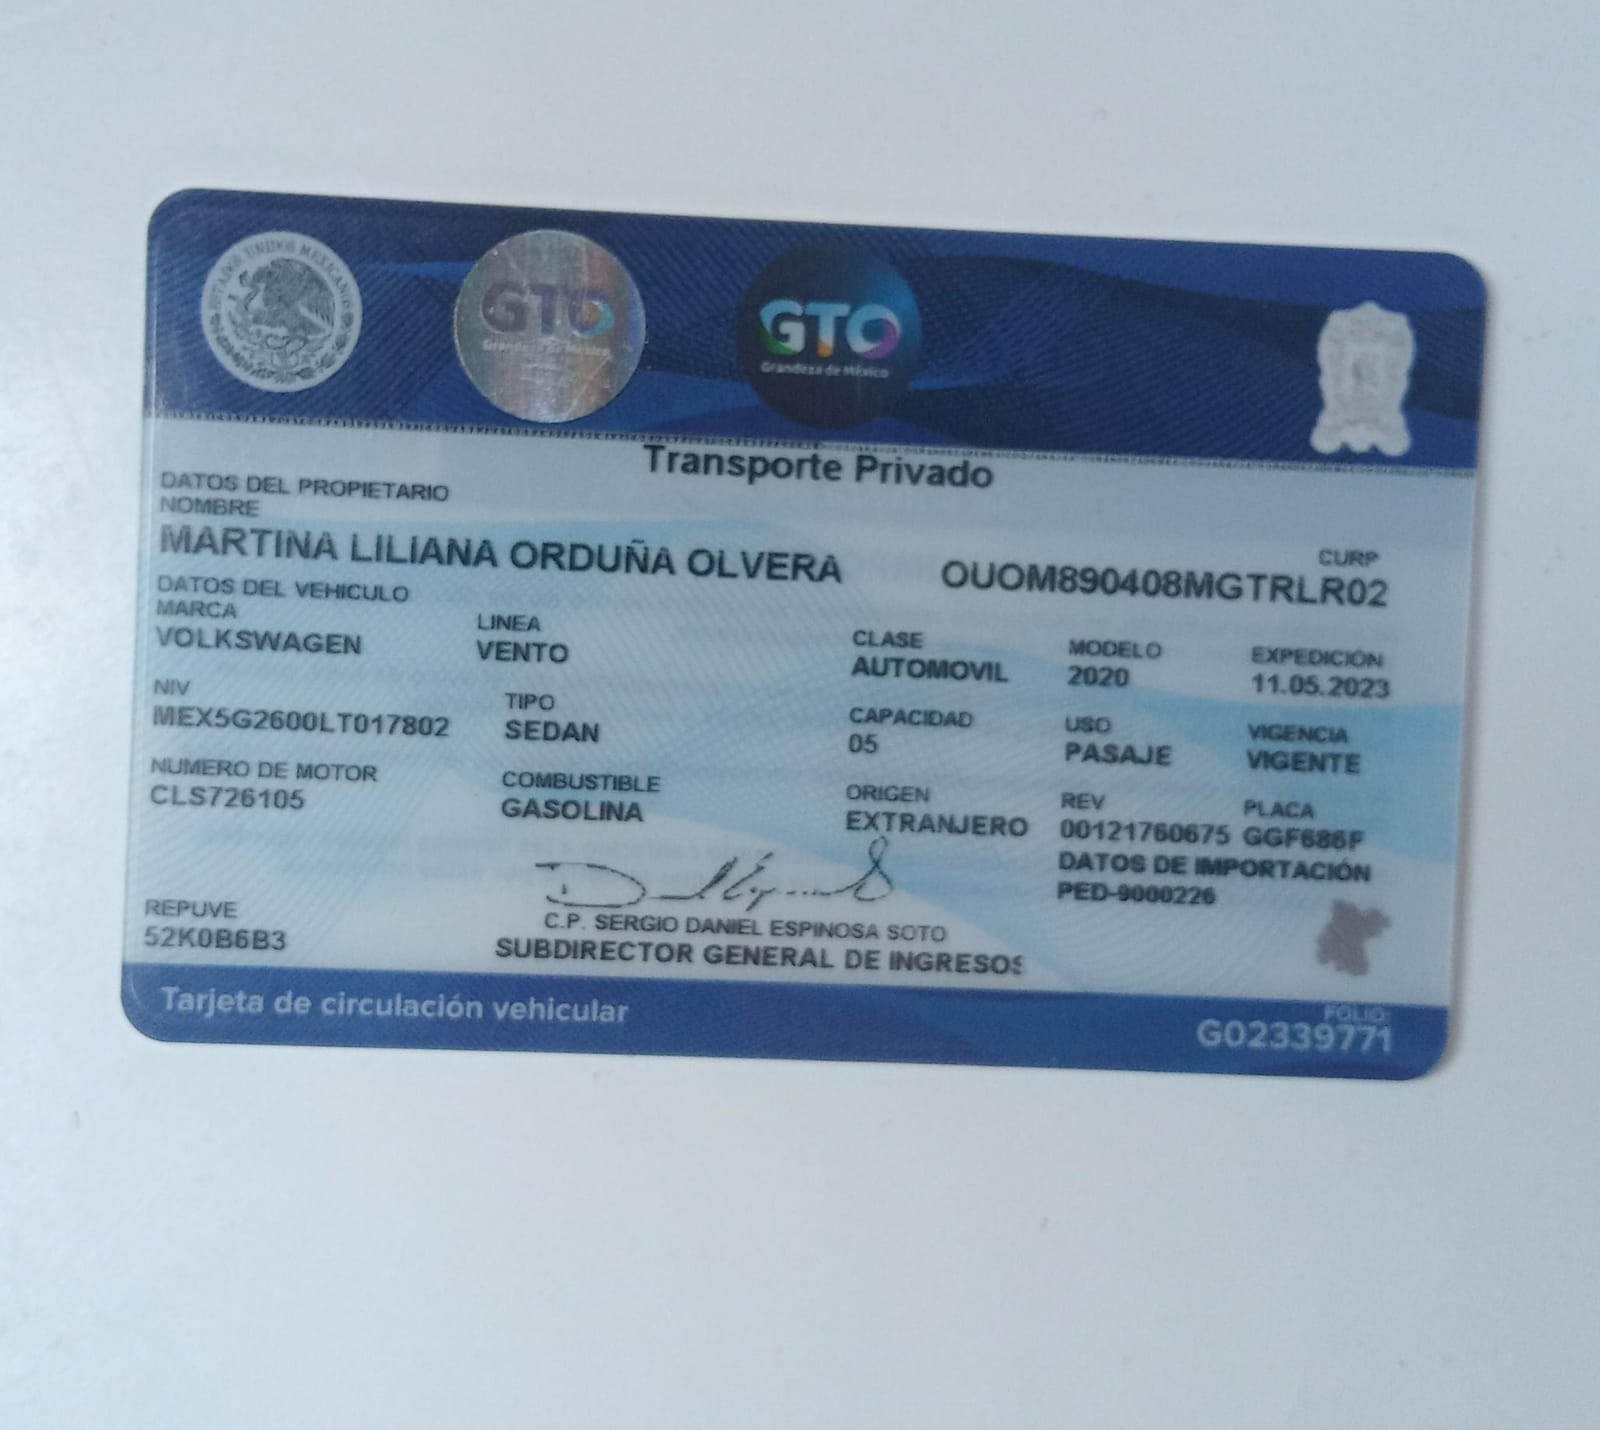 ESTADOS UNIDOS MEXICANOS
GTO
GTO
Grandeza de México
Transporte Privado
DATOS DEL PROPIETARIO
NOMBRE
CURP
MARTINA LILIANA ORDUÑA OLVERA OUOM890408MGTRLR02
DATOS DEL VEHICULO
MARCA LINEA CLASE MODELO EXPEDICIÓN
VOLKSWAGEN VENTO AUTOMOVIL 2020 11.05.2023
NIV TIPO CAPACIDAD USO VIGENCIA
MEX5G2600LT017802 SEDAN 05 PASAJE VIGENTE
NUMERO DE MOTOR COMBUSTIBLE ORIGEN REV PLACA
CLS726105 GASOLINA EXTRANJERO 00121760675 GGF686F
DATOS DE IMPORTACIÓN
PED-9000226
REPUVE
52K0B6B3
C.P. SERGIO DANIEL ESPINOSA SOTO
SUBDIRECTOR GENERAL DE INGRESOS
Tarjeta de circulación vehicular
FOLIO:
G02339771